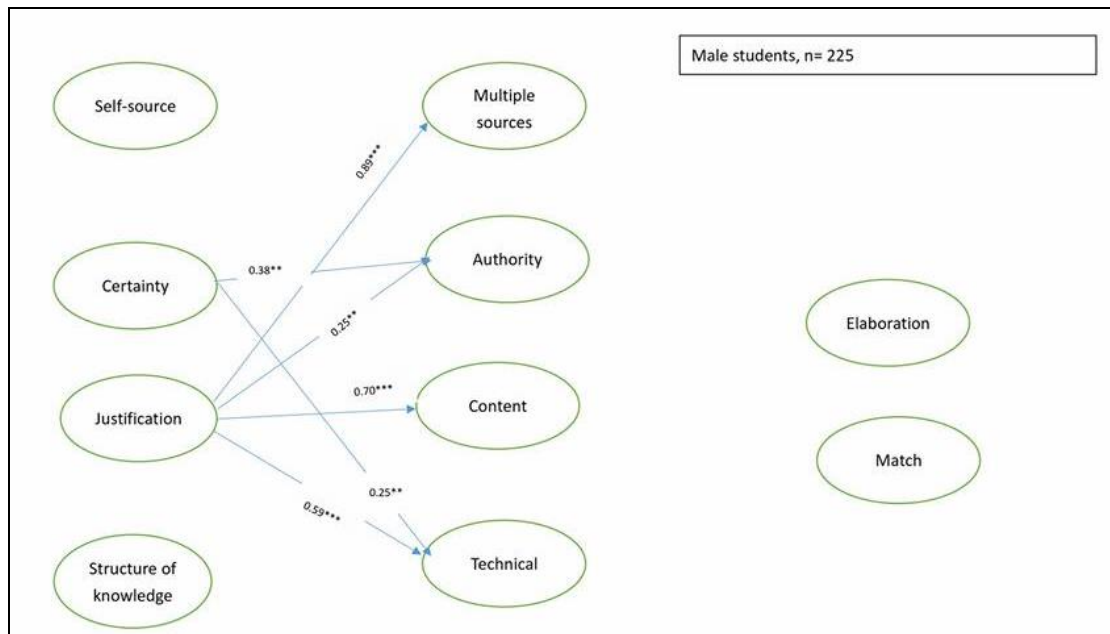 Male students, n= 225
Self-source
Multiple
sources
0.89***
Certainty
0.38**
Authority
0.25**
Elaboration
Justification
0.70***
Content
Match
0.25**
0.59***
Structure of
knowledge
Technical